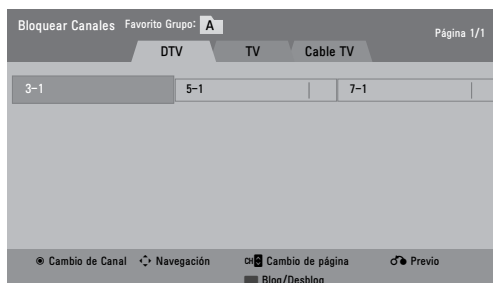 Bloquear Canales Favorito Grupo: A
Página 1/1
DTV TV Cable TV
3-1 5-1 7-1
Cambio de Canal Navegación CH Cambio de página Previo
Bloq/Desbloq